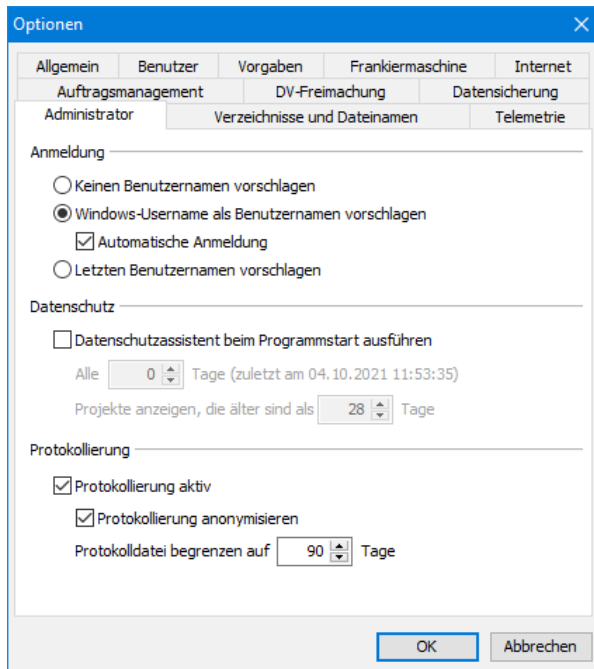 Optionen
Allgemein Benutzer Vorgaben Frankiermaschine Internet
Auftragsmanagement DV-Freimachung Datensicherung
Administrator Verzeichnisse und Dateinamen Telemetrie
Anmeldung
Keinen Benutzernamen vorschlagen
Windows-Username als Benutzernamen vorschlagen
Automatische Anmeldung
Letzten Benutzernamen vorschlagen
Datenschutz
Datenschutzassistent beim Programmstart ausführen
Alle 0 Tage (zuletzt am 04.10.2021 11:53:35)
Projekte anzeigen, die älter sind als 28 Tage
Protokollierung
Protokollierung aktiv
Protokollierung anonymisieren
Protokolldatei begrenzen auf 90 Tage
OK Abbrechen